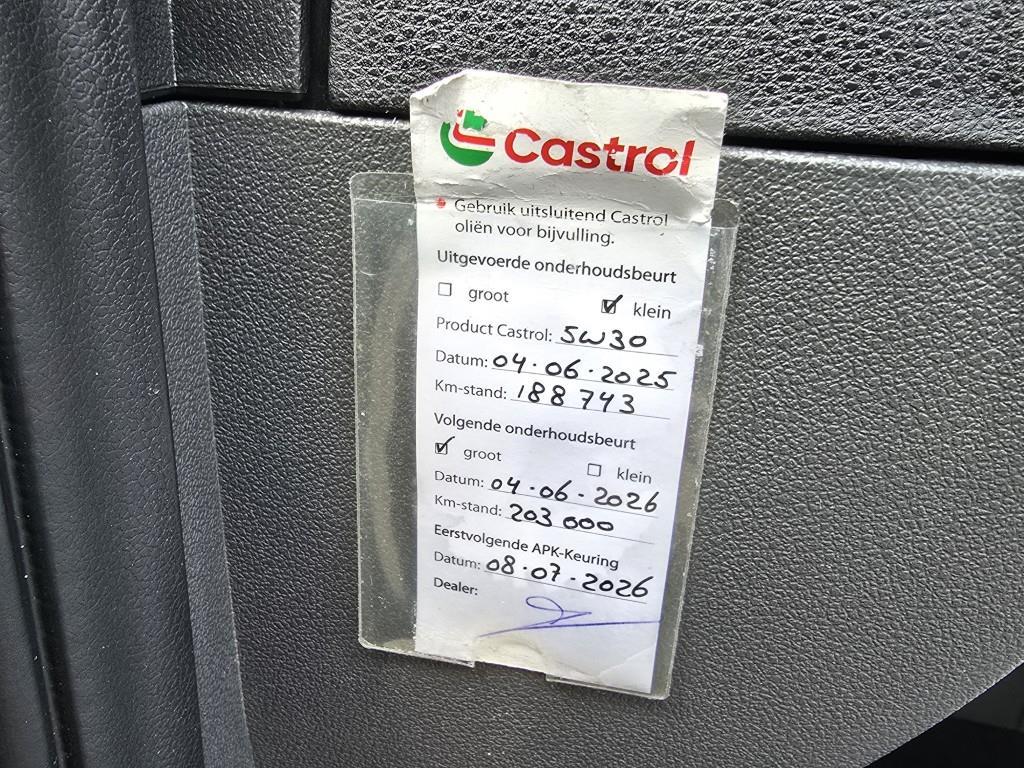 Castrol
Gebruik uitsluitend Castrol
oliën voor bijvulling.
Uitgevoerde onderhoudsbeurt
☐ groot ☑ klein
Product Castrol: 5W30
Datum: 04.06.2025
Km-stand: 188 743
Volgende onderhoudsbeurt
☑ groot ☐ klein
Datum: 04.06.2026
Km-stand: 203 000
Eerstvolgende APK-Keuring
Datum: 08.07.2026
Dealer: